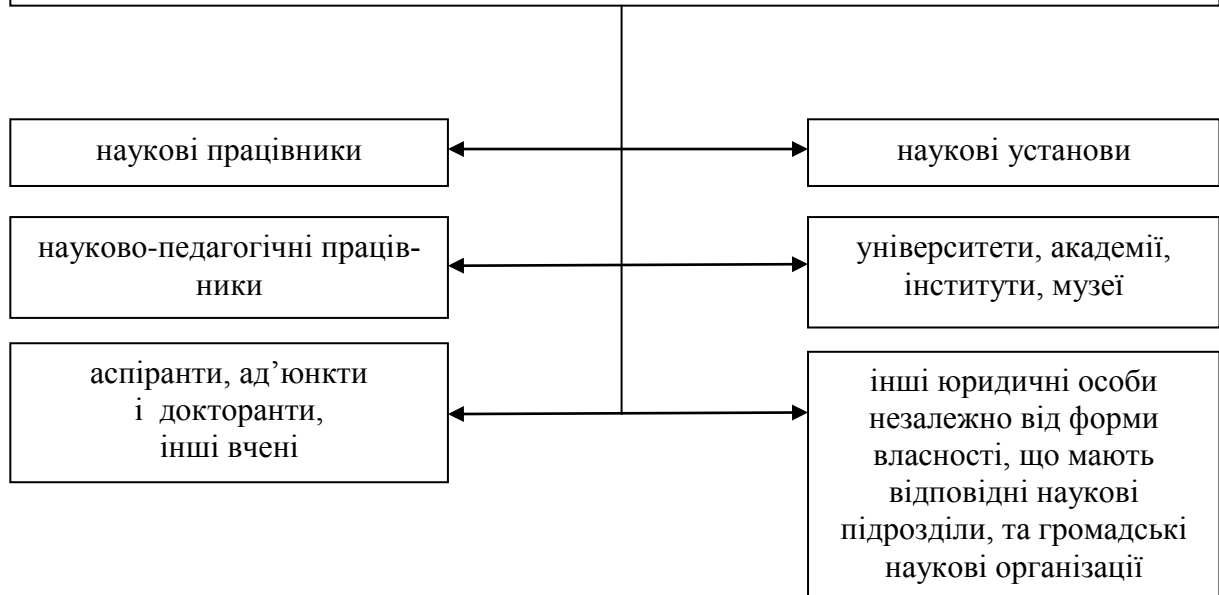 наукові працівники
наукові установи
науково-педагогічні праців-
ники
університети, академії,
інститути, музеї
аспіранти, ад’юнкти
і докторанти,
інші вчені
інші юридичні особи
незалежно від форми
власності, що мають
відповідні наукові
підрозділи, та громадські
наукові організації